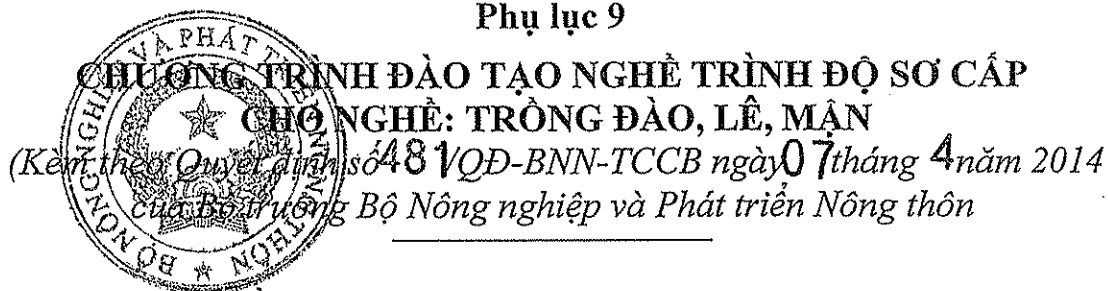 Phụ lục 9
CHƯƠNG TRÌNH ĐÀO TẠO NGHỀ TRÌNH ĐỘ SƠ CẤP
CHO NGHỀ: TRỒNG ĐÀO, LÊ, MẬN
(Kèm theo Quyết định số 481/QĐ-BNN-TCCB ngày 07 tháng 4 năm 2014
của Bộ trưởng Bộ Nông nghiệp và Phát triển Nông thôn